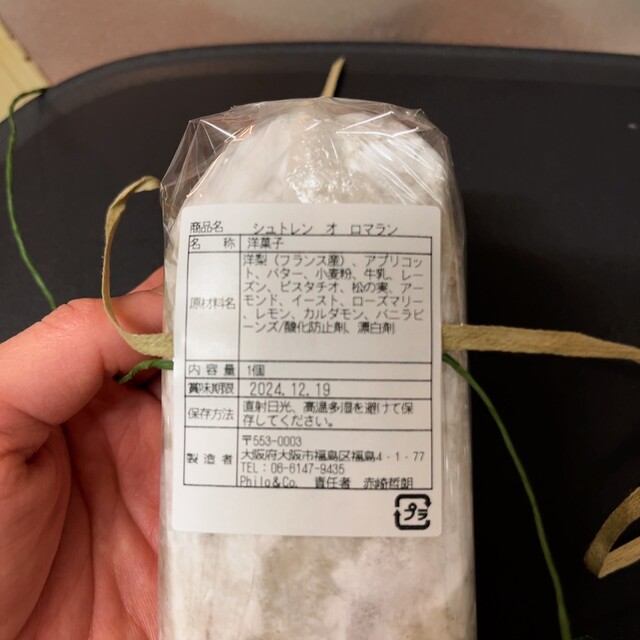 商品名 シュトレン オ ロマラン
名 称 洋菓子
原材料名 洋梨(フランス産) アプリコッ
ト、バター、小麦粉、牛乳、レー
ズン、ピスタチオ、松の実、アー
モンド、イースト、ローズマリー
、レモン、カルダモン、バニラビ
ーンズ/酸化防止剤、漂白剤
内容量 1個
賞味期限 2024.12.19
保存方法 直射日光、高温多湿を避けて保
存してください。
製造者 〒553-0003
大阪府大阪市福島区福島4-1-77
TEL:06-6147-9435
Philo&Co. 責任者 赤崎哲朗
プラ